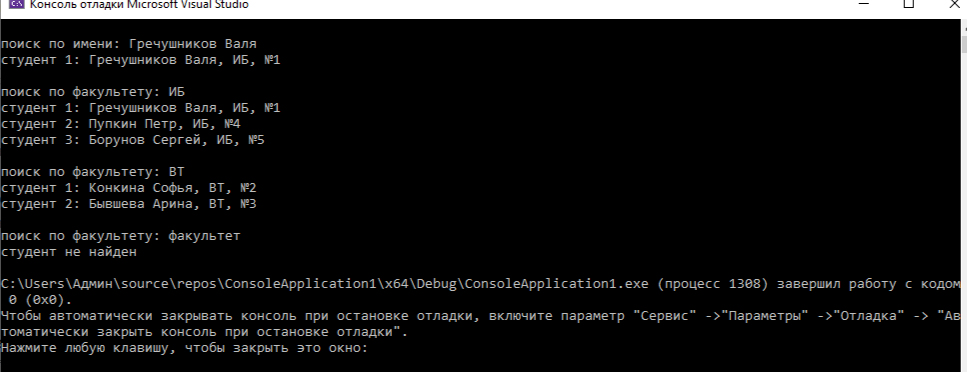 Консоль отладки Microsoft Visual Studio
поиск по имени: Гречушников Валя
студент 1: Гречушников Валя, ИБ, №1
поиск по факультету: ИБ
студент 1: Гречушников Валя, ИБ, №1
студент 2: Пупкин Петр, ИБ, №4
студент 3: Борунов Сергей, ИБ, №5
поиск по факультету: ВТ
студент 1: Конкина Софья, ВТ, №2
студент 2: Бывшева Арина, ВТ, №3
поиск по факультету: факультет
студент не найден
C:\Users\Админ\source\repos\ConsoleApplication1\x64\Debug\ConsoleApplication1.exe (процесс 1308) завершил работу с кодом
0 (0x0).
Чтобы автоматически закрывать консоль при остановке отладки, включите параметр "Сервис" ->"Параметры" ->"Отладка" -> "Ав
томатически закрыть консоль при остановке отладки".
Нажмите любую клавишу, чтобы закрыть это окно: